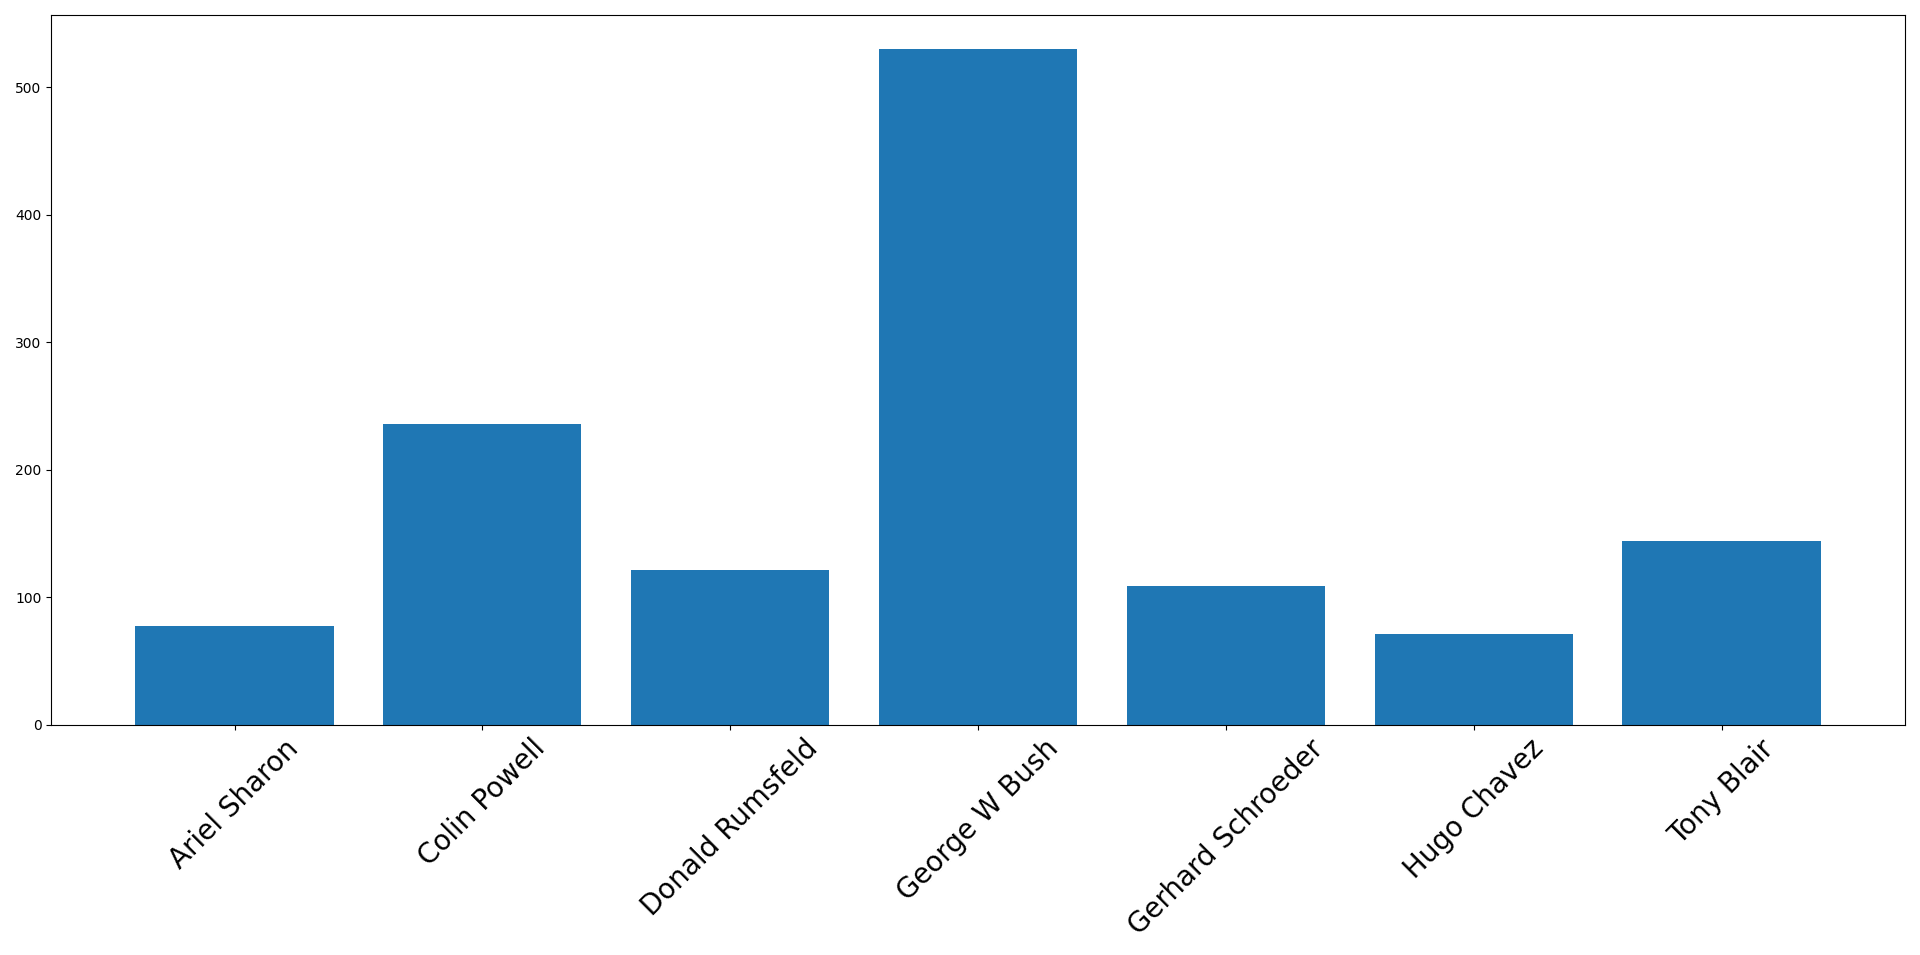 500
400
300
200
100
0
Ariel Sharon
Colin Powell
Donald Rumsfeld
George W Bush
Gerhard Schroeder
Hugo Chavez
Tony Blair